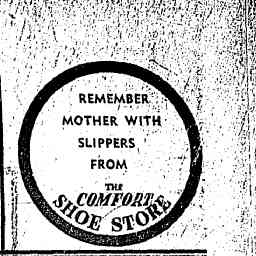 REMEMBER
MOTHER WITH
SLIPPERS
FROM
THE
COMFORT
SHOE STORE